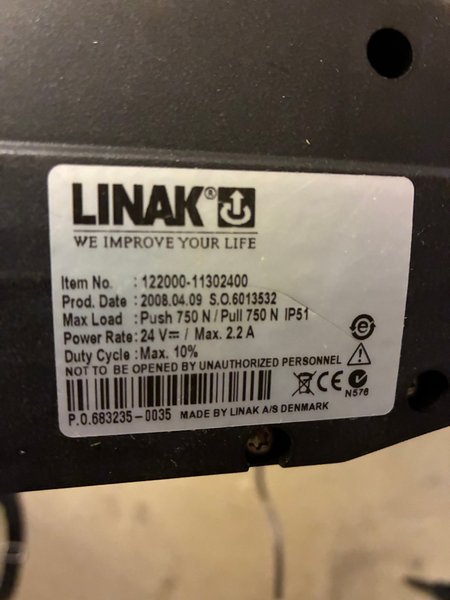 LINAK®
WE IMPROVE YOUR LIFE
Item No. : 122000-11302400
Prod. Date : 2008.04.09 S.O.6013532
Max Load : Push 750 N / Pull 750 N IP51
Power Rate : 24 V⎓ / Max. 2.2 A
Duty Cycle : Max. 10%
NOT TO BE OPENED BY UNAUTHORIZED PERSONNEL
CE
N576
P.O.683235-0035 MADE BY LINAK A/S DENMARK